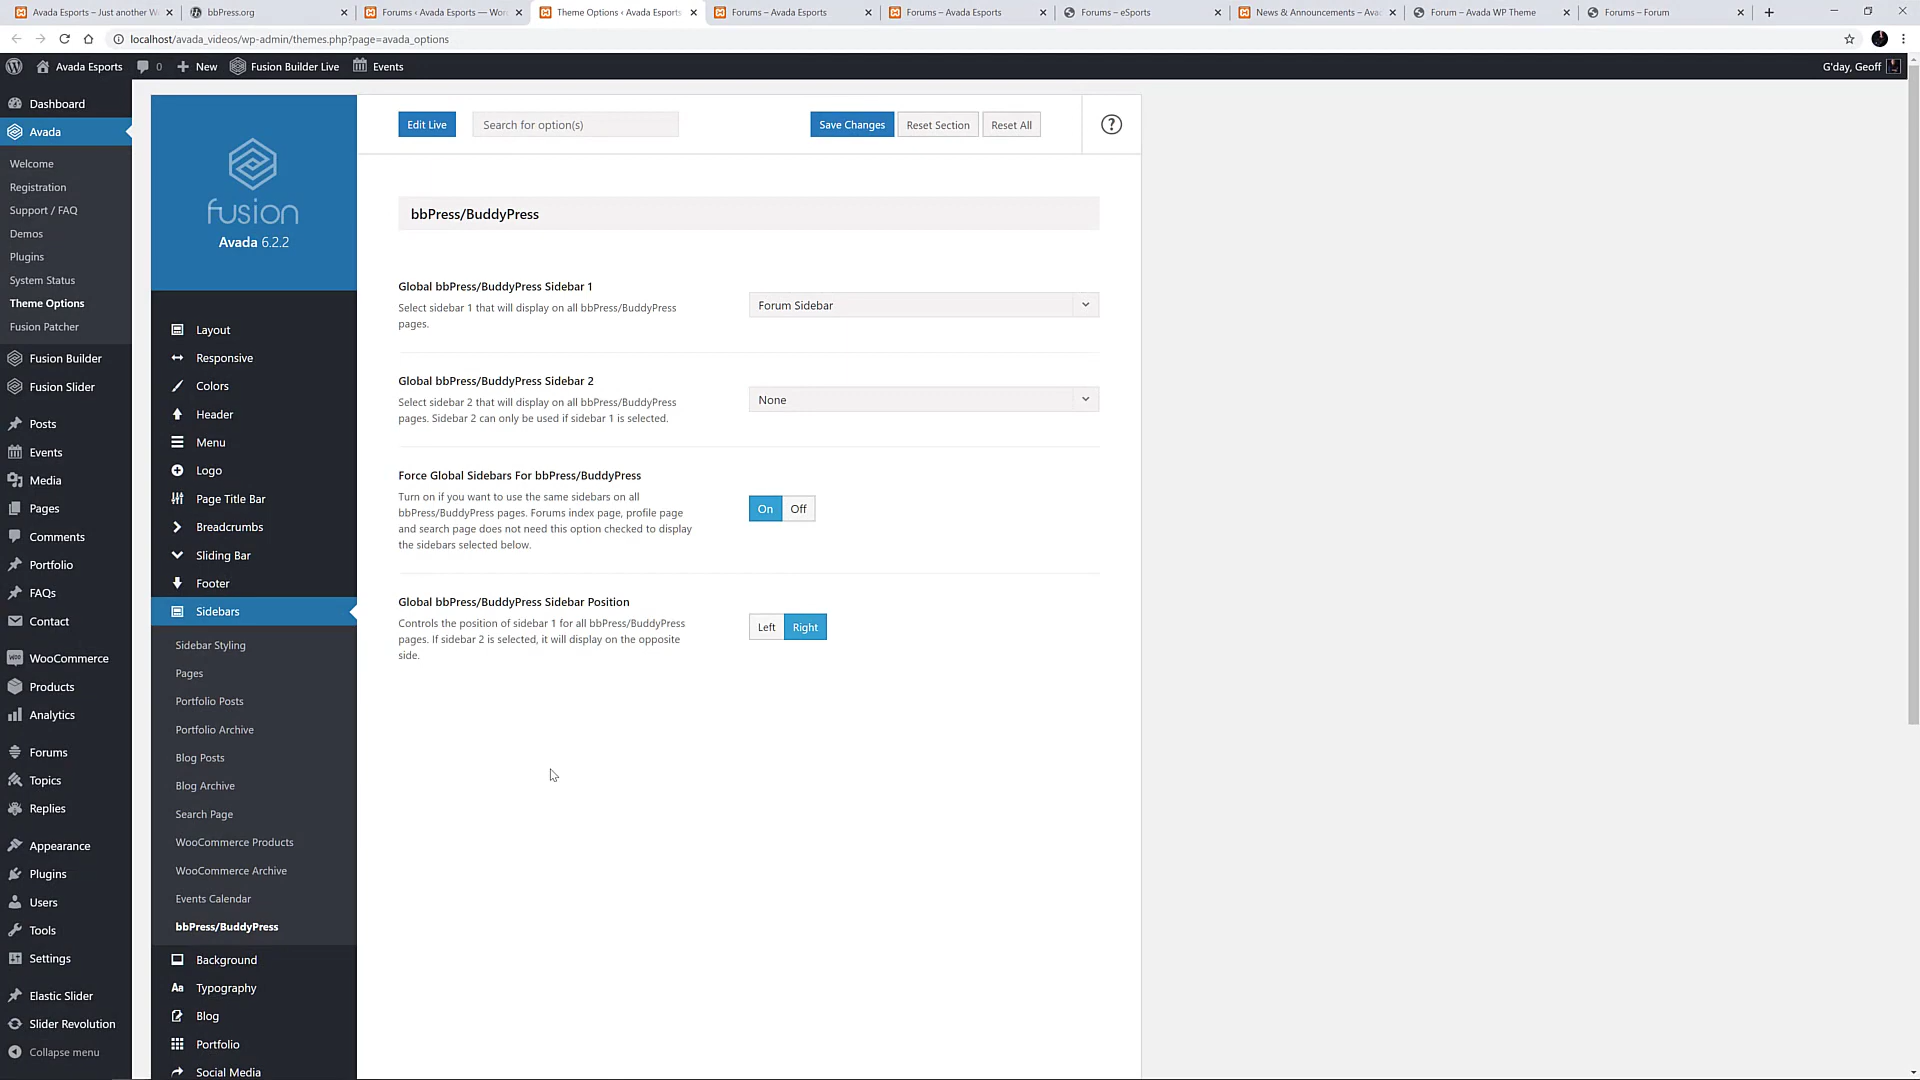 Avada Esports – Just another W
bbPress.org
Forums ‹ Avada Esports — Wor
Theme Options ‹ Avada Esports
Forums – Avada Esports
Forums – Avada Esports
Forums – eSports
News & Announcements – Ava
Forum – Avada WP Theme
Forums – Forum
localhost/avada_videos/wp-admin/themes.php?page=avada_options
Avada Esports
0
New
Fusion Builder Live
Events
G'day, Geoff
Dashboard
Avada
Welcome
Registration
Support / FAQ
Demos
Plugins
System Status
Theme Options
Fusion Patcher
Fusion Builder
Fusion Slider
Posts
Events
Media
Pages
Comments
Portfolio
FAQs
Contact
WooCommerce
Products
Analytics
Forums
Topics
Replies
Appearance
Plugins
Users
Tools
Settings
Elastic Slider
Slider Revolution
Collapse menu
fusion
Avada 6.2.2
Layout
Responsive
Colors
Header
Menu
Logo
Page Title Bar
Breadcrumbs
Sliding Bar
Footer
Sidebars
Sidebar Styling
Pages
Portfolio Posts
Portfolio Archive
Blog Posts
Blog Archive
Search Page
WooCommerce Products
WooCommerce Archive
Events Calendar
bbPress/BuddyPress
Background
Typography
Blog
Portfolio
Social Media
Edit Live
Search for option(s)
Save Changes
Reset Section
Reset All
?
bbPress/BuddyPress
Global bbPress/BuddyPress Sidebar 1
Select sidebar 1 that will display on all bbPress/BuddyPress
pages.
Forum Sidebar
Global bbPress/BuddyPress Sidebar 2
Select sidebar 2 that will display on all bbPress/BuddyPress
pages. Sidebar 2 can only be used if sidebar 1 is selected.
None
Force Global Sidebars For bbPress/BuddyPress
Turn on if you want to use the same sidebars on all
bbPress/BuddyPress pages. Forums index page, profile page
and search page does not need this option checked to display
the sidebars selected below.
On Off
Global bbPress/BuddyPress Sidebar Position
Controls the position of sidebar 1 for all bbPress/BuddyPress
pages. If sidebar 2 is selected, it will display on the opposite
side.
Left Right